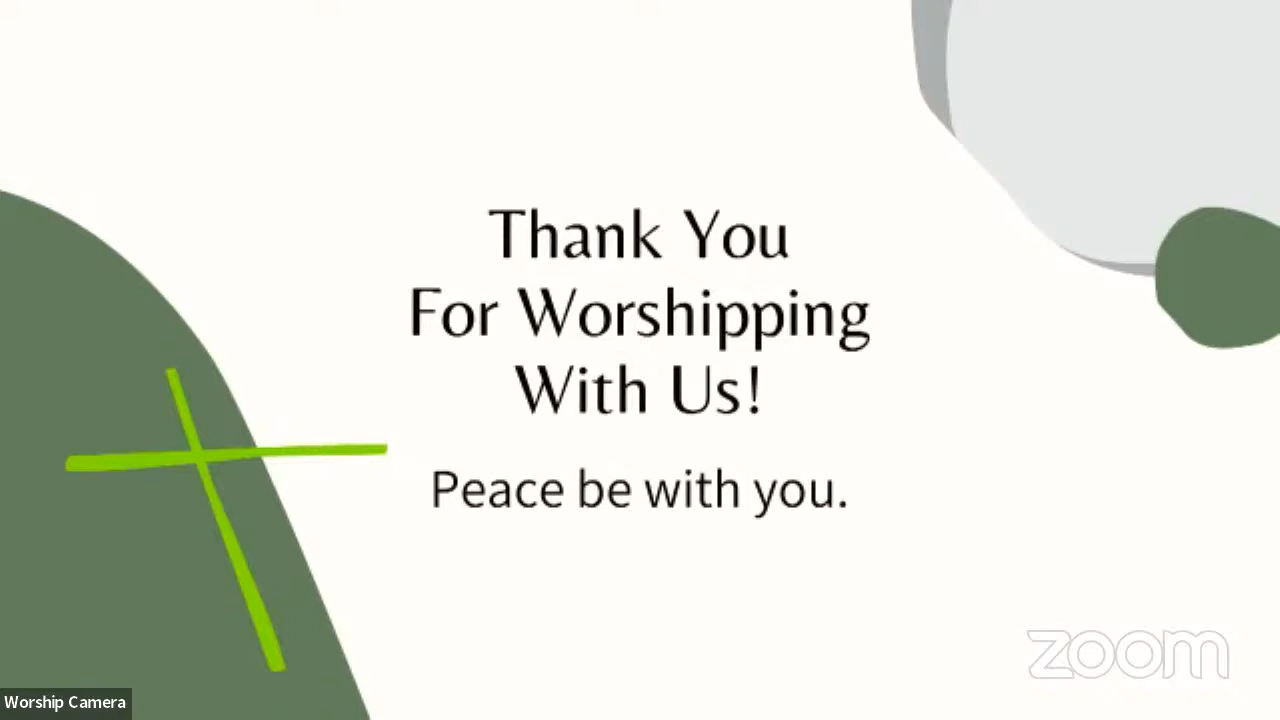 Thank You
For Worshipping
With Us!
Peace be with you.
zoom
Worship Camera